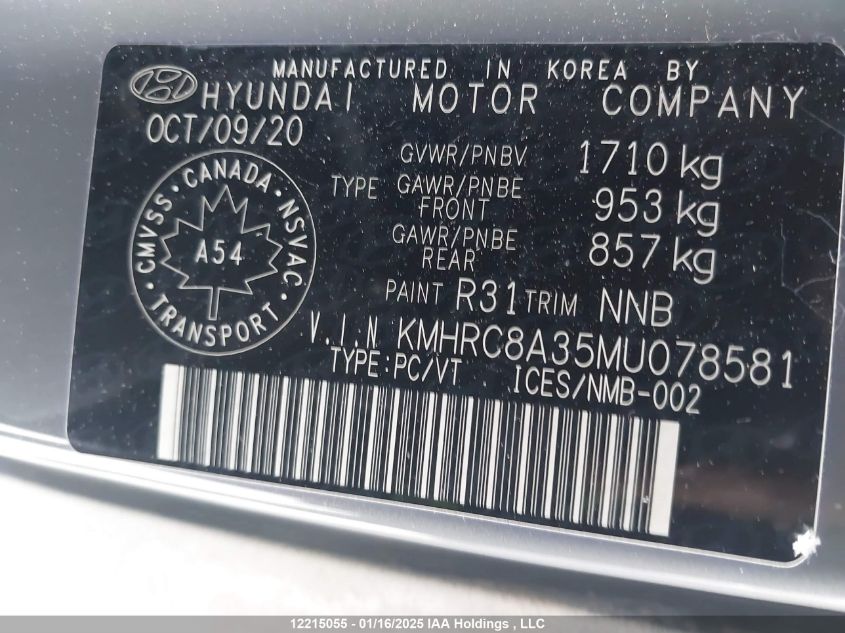 MANUFACTURED IN KOREA BY
HYUNDAI MOTOR COMPANY
OCT/09/20
GVWR/PNBV 1710 kg
TYPE GAWR/PNBE FRONT 953 kg
GAWR/PNBE REAR 857 kg
CMVSS · CANADA · NSVAC · TRANSPORT ·
A54
PAINT R31 TRIM NNB
V.I.N KMHRC8A35MU078581
TYPE:PC/VT ICES/NMB-002
12215055 - 01/16/2025 IAA Holdings , LLC